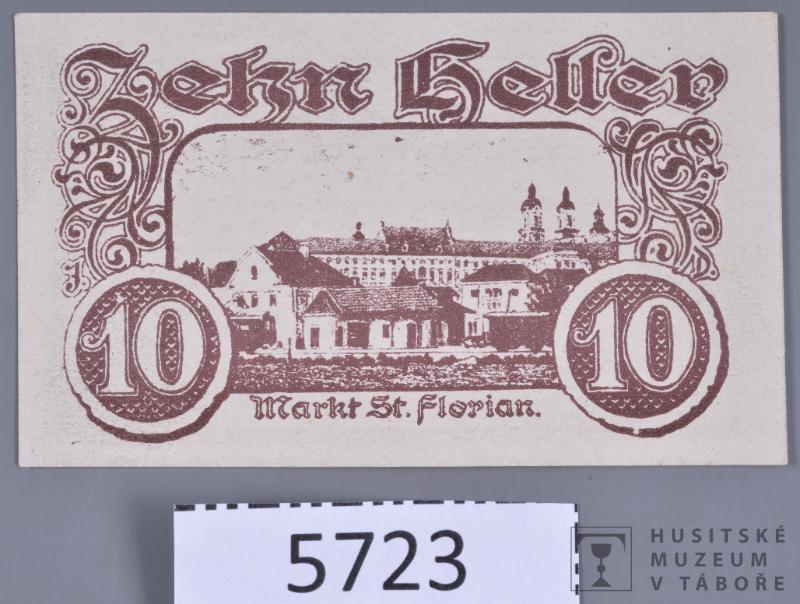 Zehn Heller
J.
10 10
Markt St. Florian.
5723
HUSITSKÉ
MUZEUM
V TÁBOŘE